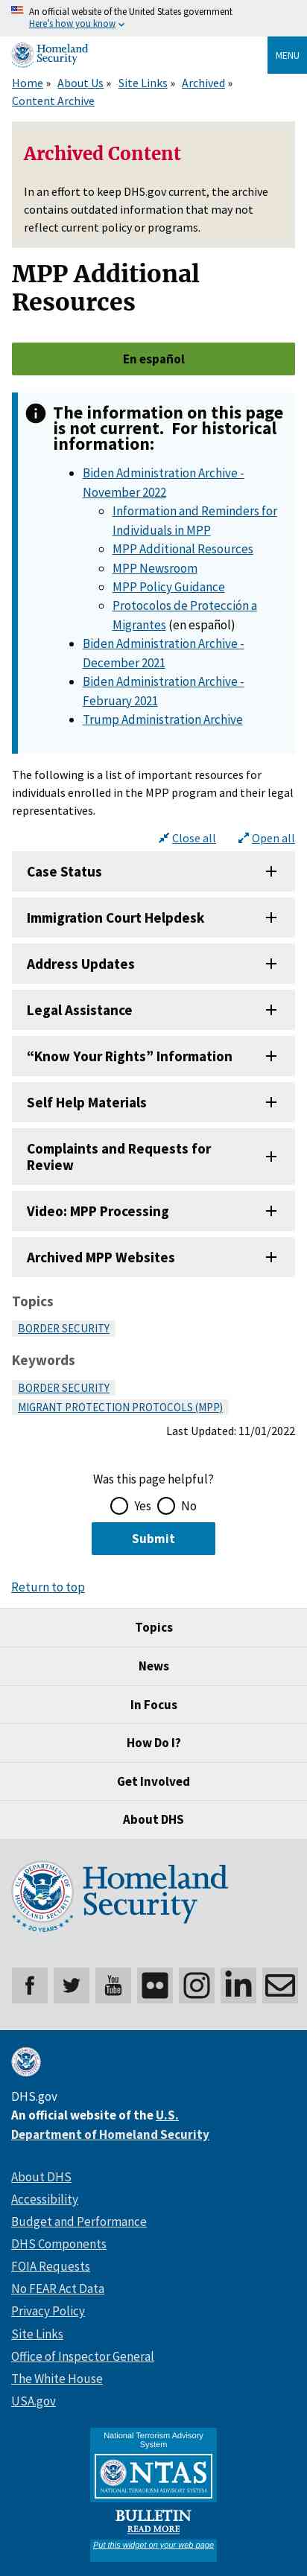 An official website of the United States government
Here's how you know
Homeland
Security
MENU
Home » About Us » Site Links » Archived »
Content Archive
Archived Content
In an effort to keep DHS.gov current, the archive
contains outdated information that may not
reflect current policy or programs.
MPP Additional
Resources
En español
The information on this page
is not current. For historical
information:
Biden Administration Archive -
November 2022
Information and Reminders for
Individuals in MPP
MPP Additional Resources
MPP Newsroom
MPP Policy Guidance
Protocolos de Protección a
Migrantes (en español)
Biden Administration Archive -
December 2021
Biden Administration Archive -
February 2021
Trump Administration Archive
The following is a list of important resources for
individuals enrolled in the MPP program and their legal
representatives.
Close all Open all
Case Status
Immigration Court Helpdesk
Address Updates
Legal Assistance
“Know Your Rights” Information
Self Help Materials
Complaints and Requests for
Review
Video: MPP Processing
Archived MPP Websites
Topics
BORDER SECURITY
Keywords
BORDER SECURITY
MIGRANT PROTECTION PROTOCOLS (MPP)
Last Updated: 11/01/2022
Was this page helpful?
Yes No
Submit
Return to top
Topics
News
In Focus
How Do I?
Get Involved
About DHS
Homeland
Security
20 YEARS
You
Tube
DHS.gov
An official website of the U.S.
Department of Homeland Security
About DHS
Accessibility
Budget and Performance
DHS Components
FOIA Requests
No FEAR Act Data
Privacy Policy
Site Links
Office of Inspector General
The White House
USA.gov
National Terrorism Advisory
System
NTAS
NATIONAL TERRORISM ADVISORY SYSTEM
BULLETIN
READ MORE
Put this widget on your web page